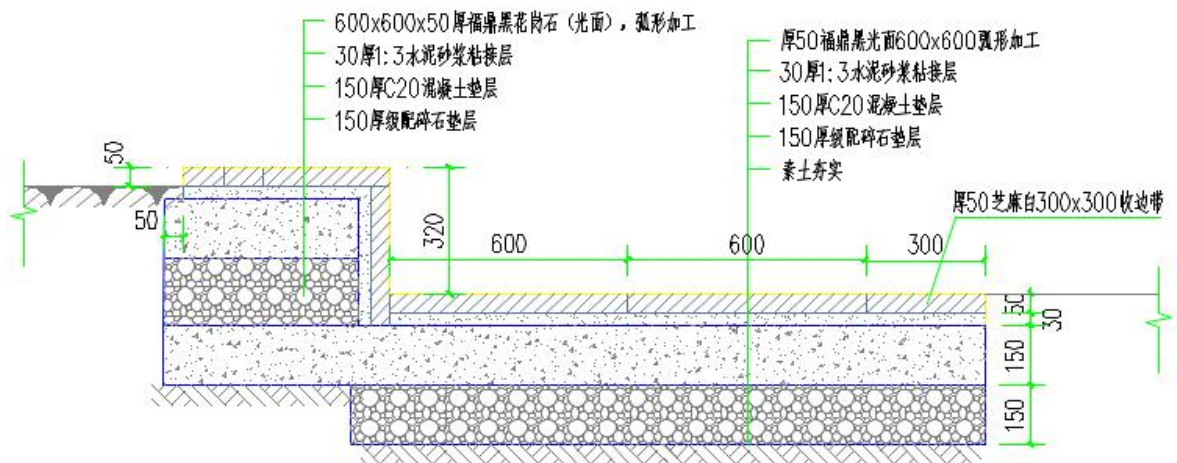 600x600x50厚福鼎黑花岗石（光面），弧形加工
30厚1:3水泥砂浆粘接层
150厚C20混凝土垫层
150厚级配碎石垫层
厚50福鼎黑光面600x600弧形加工
30厚1:3水泥砂浆粘接层
150厚C20混凝土垫层
150厚级配碎石垫层
素土夯实
厚50芝麻白300x300收边带
50
50
320
600
600
300
50
30
150
150